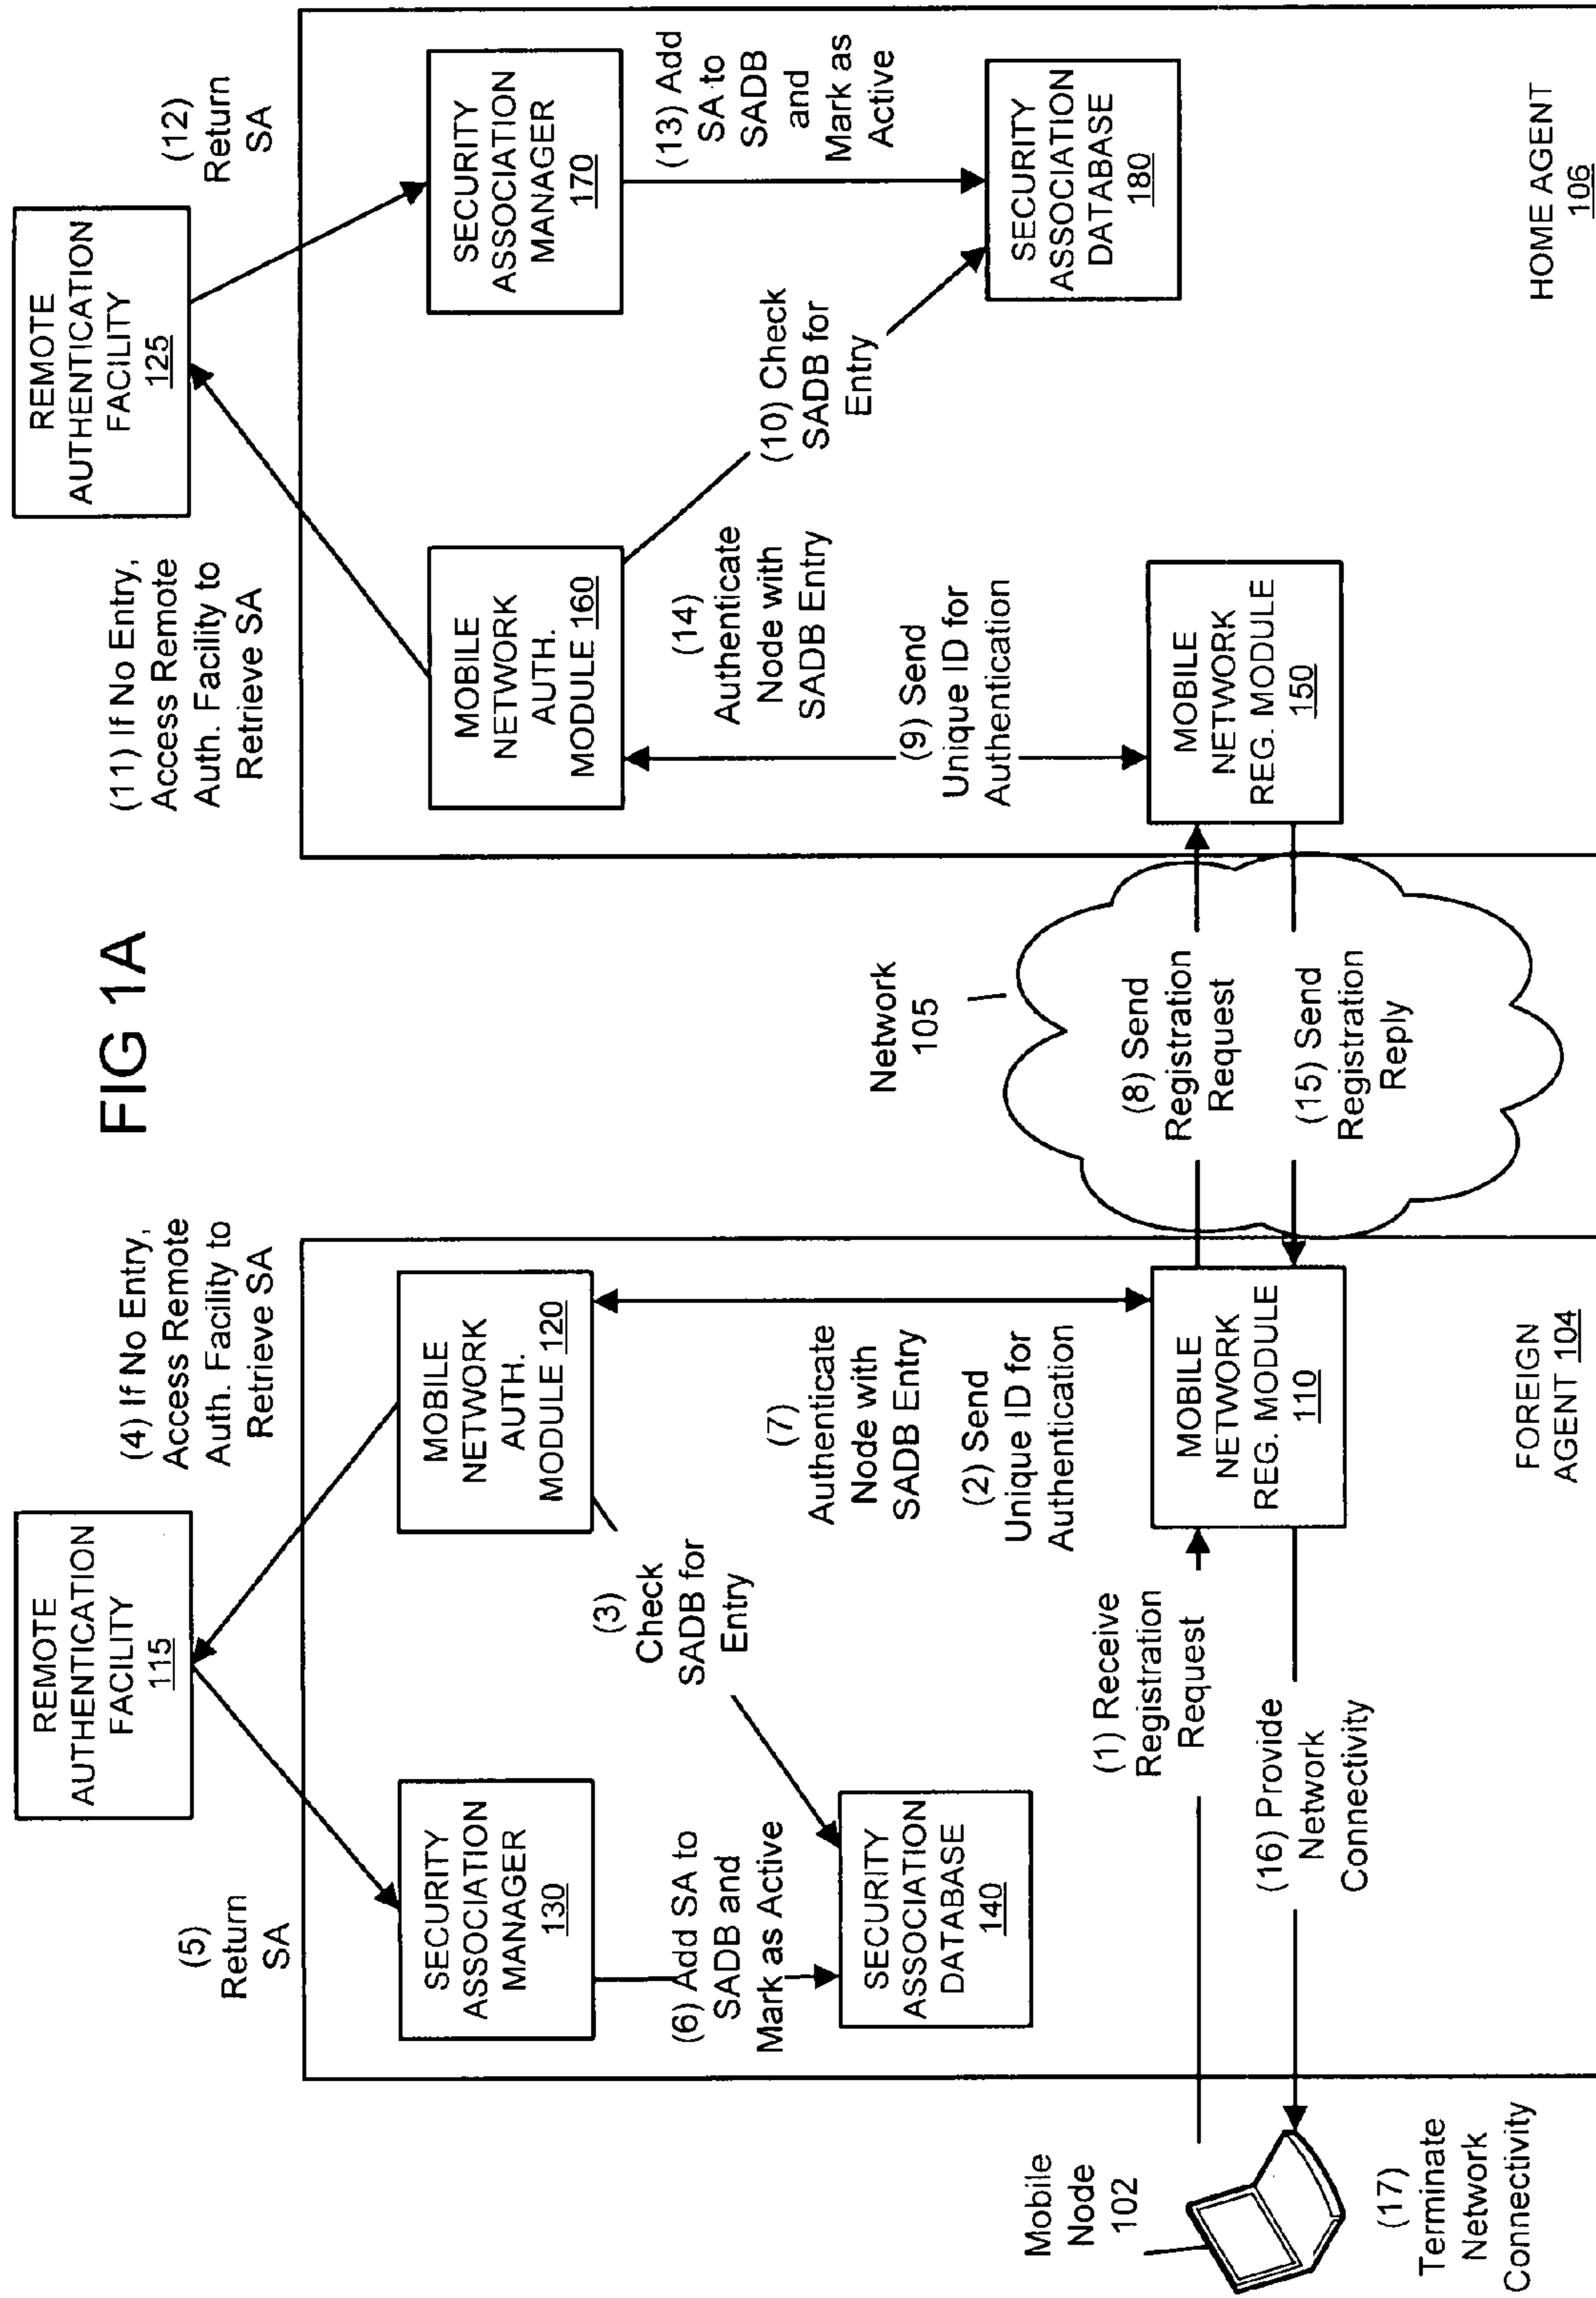 FIG 1A
(4) If No Entry,
Access Remote
Auth. Facility to
Retrieve SA
(11) If No Entry,
Access Remote
Auth. Facility to
Retrieve SA
REMOTE
AUTHENTICATION
FACILITY
115
REMOTE
AUTHENTICATION
FACILITY
125
(5)
Return
SA
(12)
Return
SA
SECURITY
ASSOCIATION
MANAGER
130
MOBILE
NETWORK
AUTH.
MODULE 120
MOBILE
NETWORK
AUTH.
MODULE 160
SECURITY
ASSOCIATION
MANAGER
170
(6) Add SA to
SADB and
Mark as Active
(3)
Check
SADB for
Entry
(7)
Authenticate
Node with
SADB Entry
(2) Send
Unique ID for
Authentication
(14)
Authenticate
Node with
SADB Entry
(10) Check
SADB for
Entry
(13) Add
SA to
SADB
and
Mark as
Active
SECURITY
ASSOCIATION
DATABASE
140
Network
105
(9) Send
Unique ID for
Authentication
SECURITY
ASSOCIATION
DATABASE
180
Mobile
Node
102
(1) Receive
Registration
Request
MOBILE
NETWORK
REG. MODULE
110
(8) Send
Registration
Request
MOBILE
NETWORK
REG. MODULE
150
(16) Provide
Network
Connectivity
(15) Send
Registration
Reply
(17)
Terminate
Network
Connectivity
FOREIGN
AGENT 104
HOME AGENT
106